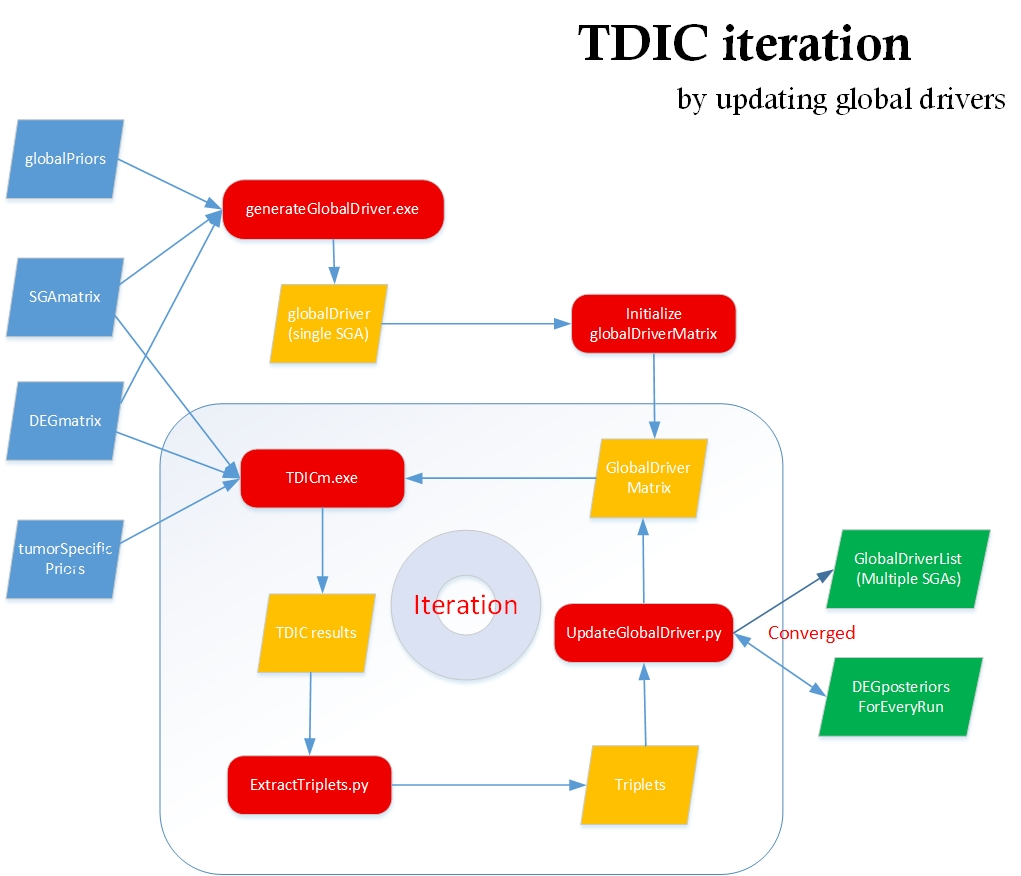 TDIC iteration
by updating global drivers
globalPriors
generateGlobalDriver.exe
SGAmatrix
globalDriver
(single SGA)
Initialize
globalDriverMatrix
DEGmatrix
TDICm.exe
GlobalDriver
Matrix
tumorSpecific
Priors
GlobalDriverList
(Multiple SGAs)
Iteration
TDIC results
UpdateGlobalDriver.py
Converged
DEGposteriors
ForEveryRun
ExtractTriplets.py
Triplets